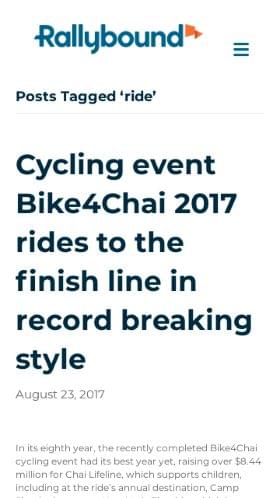 Rallybound
Posts Tagged ‘ride’
Cycling event
Bike4Chai 2017
rides to the
finish line in
record breaking
style
August 23, 2017
In its eighth year, the recently completed Bike4Chai
cycling event had its best year yet, raising over $8.44
million for Chai Lifeline, which supports children,
including at the ride’s annual destination, Camp